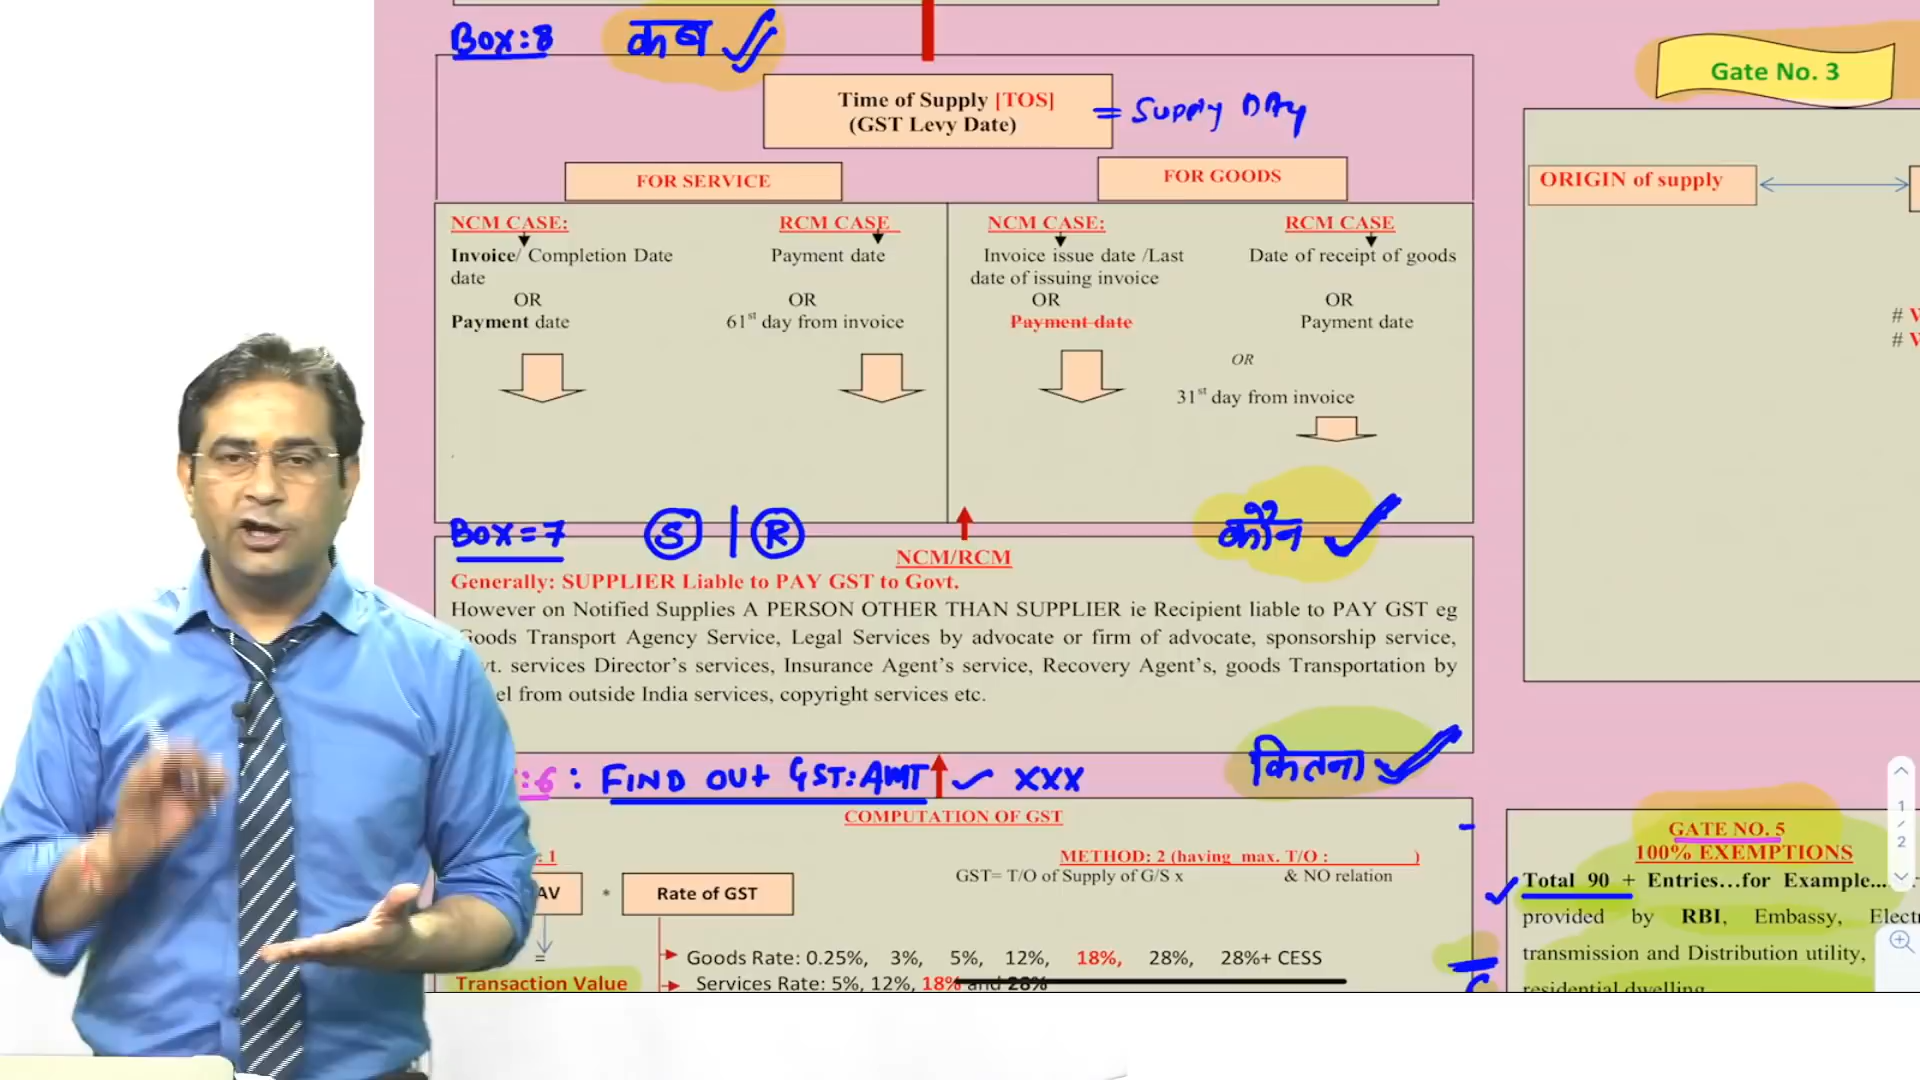 Box:8 कब
Time of Supply [TOS]
(GST Levy Date)
= Supply DAy
FOR SERVICE
FOR GOODS
NCM CASE:
Invoice/ Completion Date
date
OR
Payment date
RCM CASE
Payment date
OR
61st day from invoice
NCM CASE:
Invoice issue date /Last
date of issuing invoice
OR
Payment date
RCM CASE
Date of receipt of goods
OR
Payment date
OR
31st day from invoice
Box=7 S | R
कौन
NCM/RCM
Generally: SUPPLIER Liable to PAY GST to Govt.
However on Notified Supplies A PERSON OTHER THAN SUPPLIER ie Recipient liable to PAY GST eg
Goods Transport Agency Service, Legal Services by advocate or firm of advocate, sponsorship service,
services Director's services, Insurance Agent's service, Recovery Agent's, goods Transportation by
from outside India services, copyright services etc.
:6 : FIND OUT GST:AMT XXX
कितना
COMPUTATION OF GST
: 1
METHOD: 2 (having max. T/O : )
GST= T/O of Supply of G/S x & NO relation
AV * Rate of GST
=
Transaction Value
Goods Rate: 0.25%, 3%, 5%, 12%, 18%, 28%, 28%+ CESS
Services Rate: 5%, 12%, 18% and 28%
Gate No. 3
ORIGIN of supply
#
#
GATE NO. 5
100% EXEMPTIONS
Total 90 + Entries...for Example...
provided by RBI, Embassy,
transmission and Distribution utility,
residential dwelling
1
/
2